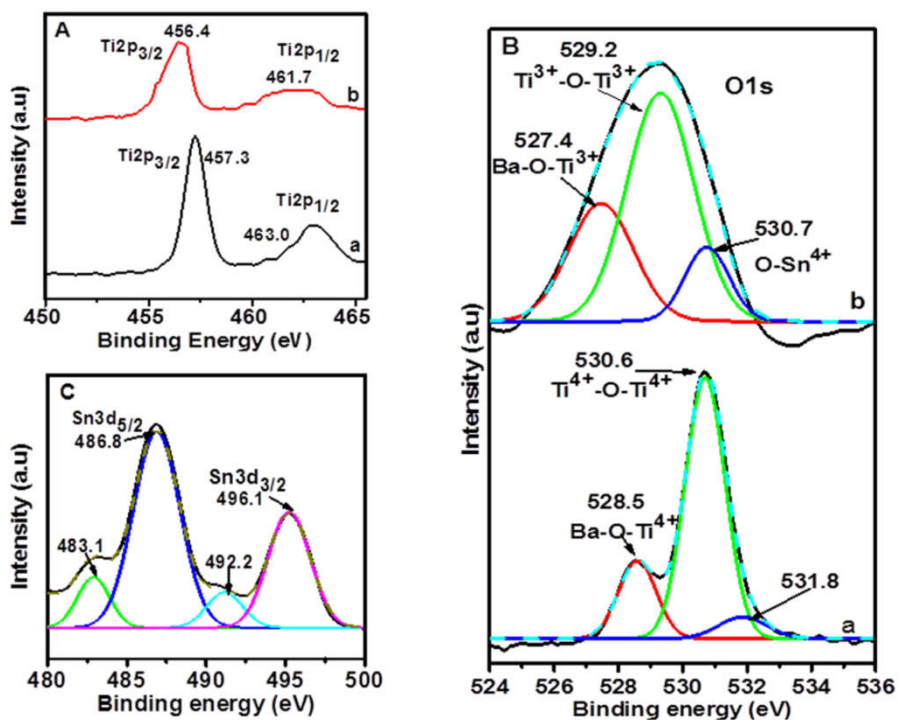 A
456.4
Ti2p3/2
Ti2p1/2
461.7
b
Ti2p3/2
457.3
Ti2p1/2
463.0
a
Intensity (a.u)
450 455 460 465
Binding Energy (eV)
B
529.2
Ti3+-O-Ti3+
O1s
527.4
Ba-O-Ti3+
530.7
O-Sn4+
b
530.6
Ti4+-O-Ti4+
528.5
Ba-O-Ti4+
531.8
a
Intensity (a.u)
524 526 528 530 532 534 536
Binding energy (eV)
C
Sn3d5/2
486.8
Sn3d3/2
496.1
483.1
492.2
Intensity (a.u)
480 485 490 495 500
Binding energy (eV)